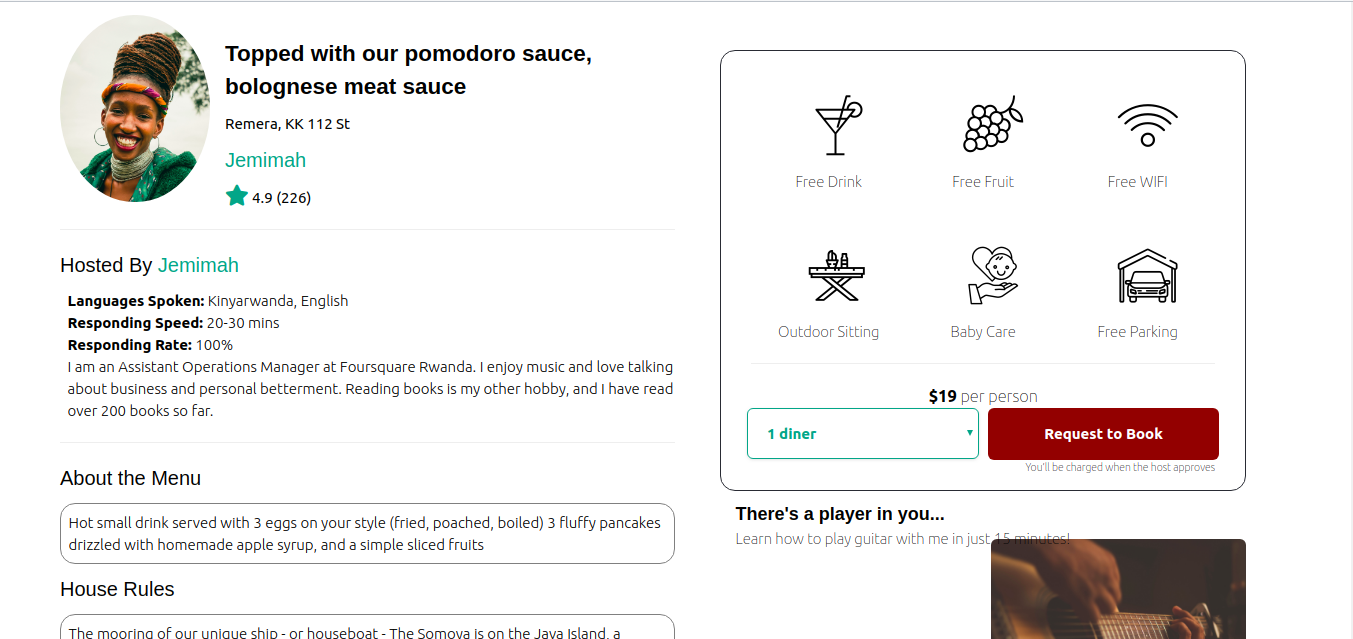 Topped with our pomodoro sauce,
bolognese meat sauce
Remera, KK 112 St
Jemimah
4.9 (226)
Hosted By Jemimah
Languages Spoken: Kinyarwanda, English
Responding Speed: 20-30 mins
Responding Rate: 100%
I am an Assistant Operations Manager at Foursquare Rwanda. I enjoy music and love talking
about business and personal betterment. Reading books is my other hobby, and I have read
over 200 books so far.
About the Menu
Hot small drink served with 3 eggs on your style (fried, poached, boiled) 3 fluffy pancakes
drizzled with homemade apple syrup, and a simple sliced fruits
House Rules
The mooring of our unique ship - or houseboat - The Somova is on the Java Island, a
Free Drink
Free Fruit
Free WIFI
Outdoor Sitting
Baby Care
Free Parking
$19 per person
1 diner
Request to Book
You'll be charged when the host approves
There's a player in you...
Learn how to play guitar with me in just 15 minutes!